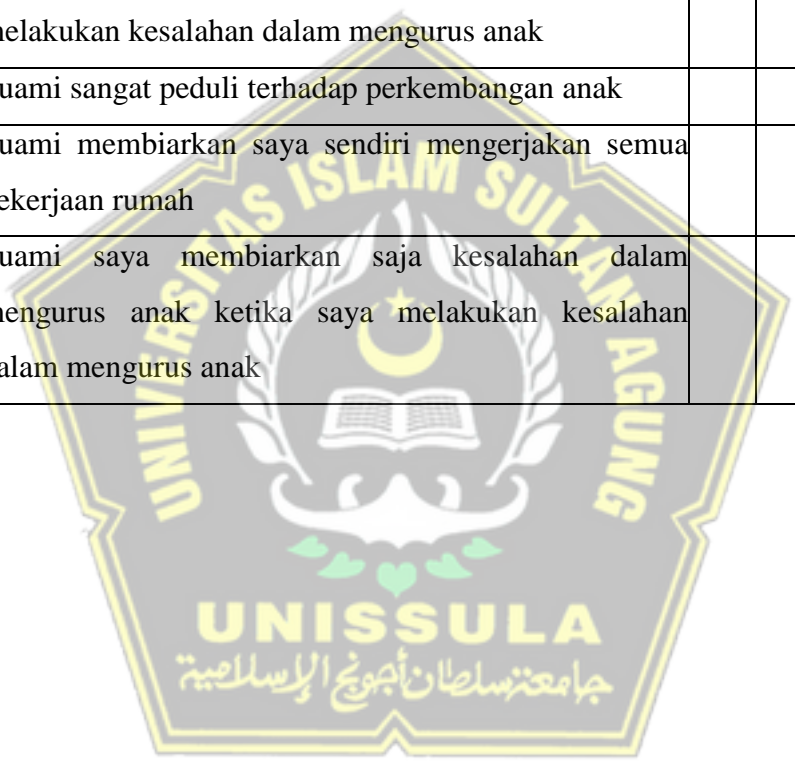 melakukan kesalahan dalam mengurus anak
uami sangat peduli terhadap perkembangan anak
uami membiarkan saya sendiri mengerjakan semua
ekerjaan rumah
uami saya membiarkan saja kesalahan dalam
mengurus anak ketika saya melakukan kesalahan
alam mengurus anak
UNIVERSITAS ISLAM SULTAN AGUNG
UNISSULA
جامعة سلطان أجونج الإسلامية